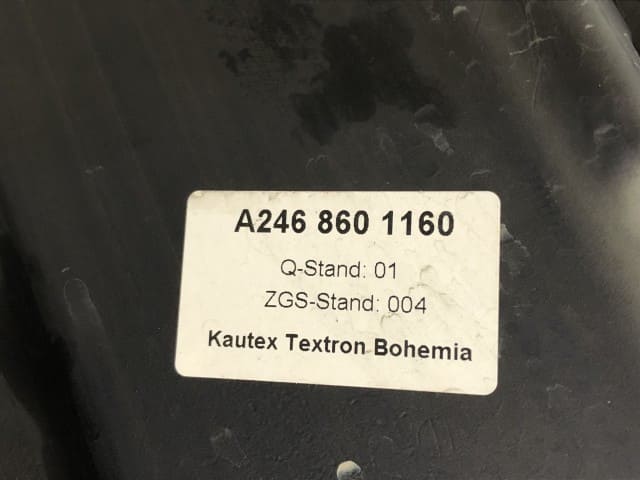 A246 860 1160
Q-Stand: 01
ZGS-Stand: 004
Kautex Textron Bohemia